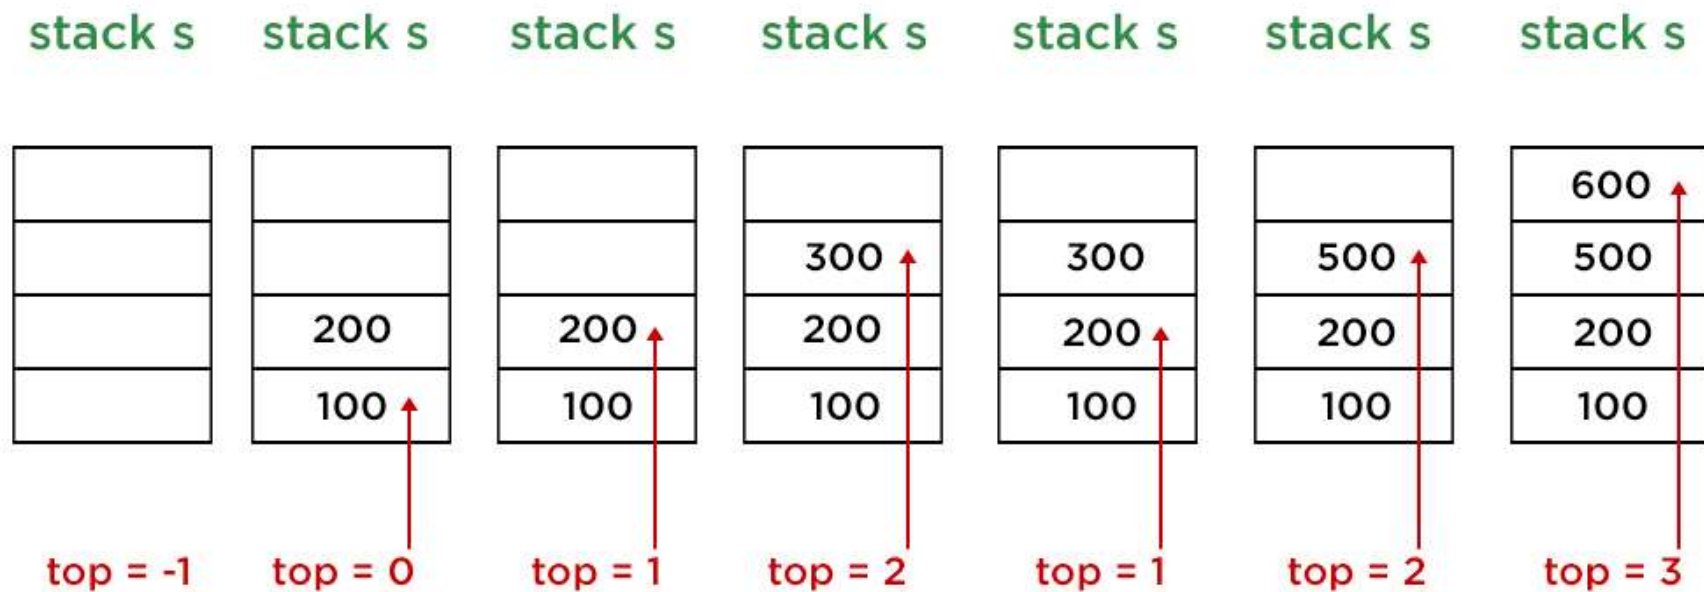 stack s stack s stack s stack s stack s stack s stack s
600
300 300 500 500
200 200 200 200 200 200
100 100 100 100 100 100
top = -1 top = 0 top = 1 top = 2 top = 1 top = 2 top = 3